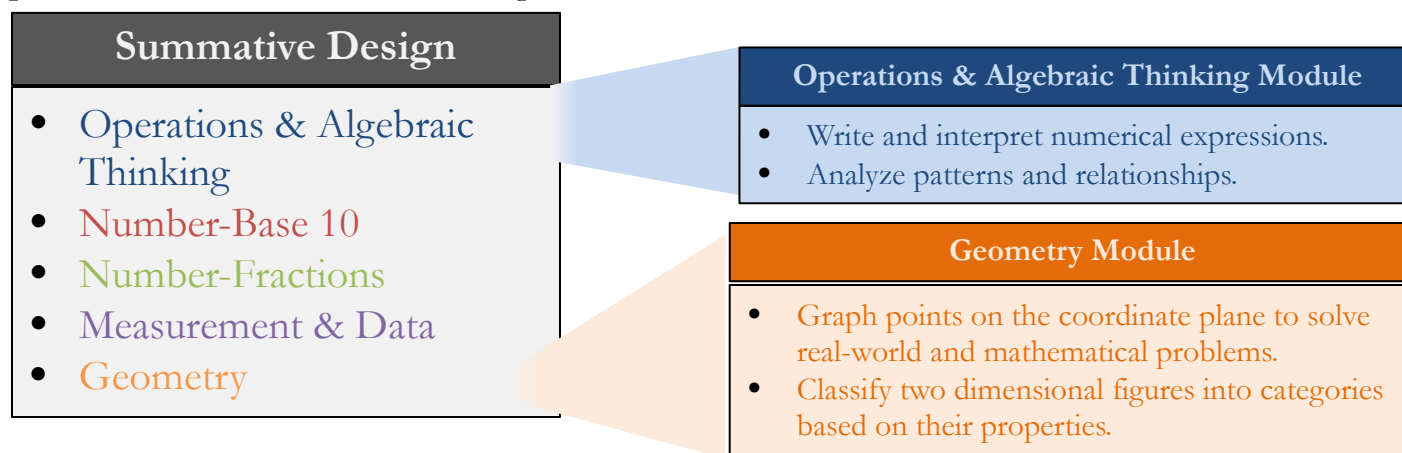 Summative Design
• Operations & Algebraic
Thinking
• Number-Base 10
• Number-Fractions
• Measurement & Data
• Geometry
Operations & Algebraic Thinking Module
• Write and interpret numerical expressions.
• Analyze patterns and relationships.
Geometry Module
• Graph points on the coordinate plane to solve
real-world and mathematical problems.
• Classify two dimensional figures into categories
based on their properties.